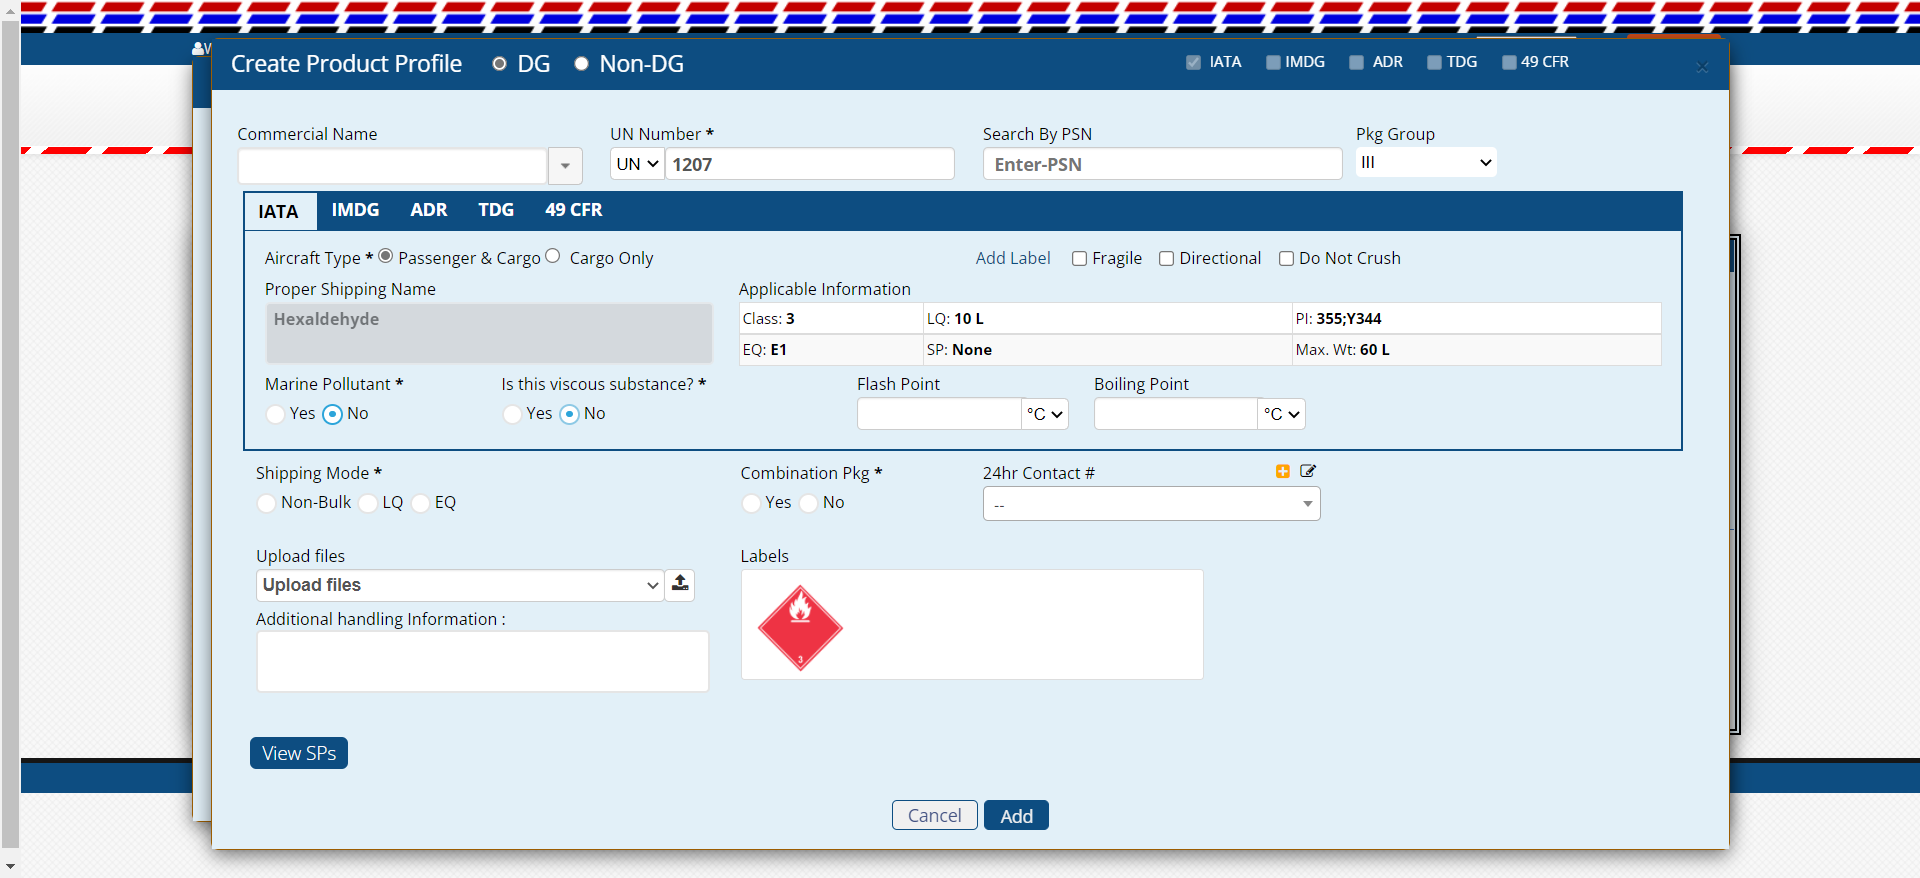 W
Create Product Profile DG Non-DG IATA IMDG ADR TDG 49 CFR ×
Commercial Name UN Number * Search By PSN Pkg Group
UN 1207 Enter-PSN III
IATA IMDG ADR TDG 49 CFR
Aircraft Type * Passenger & Cargo Cargo Only Add Label Fragile Directional Do Not Crush
Proper Shipping Name Applicable Information
Hexaldehyde Class: 3 LQ: 10 L PI: 355;Y344
EQ: E1 SP: None Max. Wt: 60 L
Marine Pollutant * Is this viscous substance? * Flash Point Boiling Point
Yes No Yes No °C °C
Shipping Mode * Combination Pkg * 24hr Contact #
Non-Bulk LQ EQ Yes No --
Upload files Labels
Upload files
Additional handling Information :
3
View SPs
Cancel Add